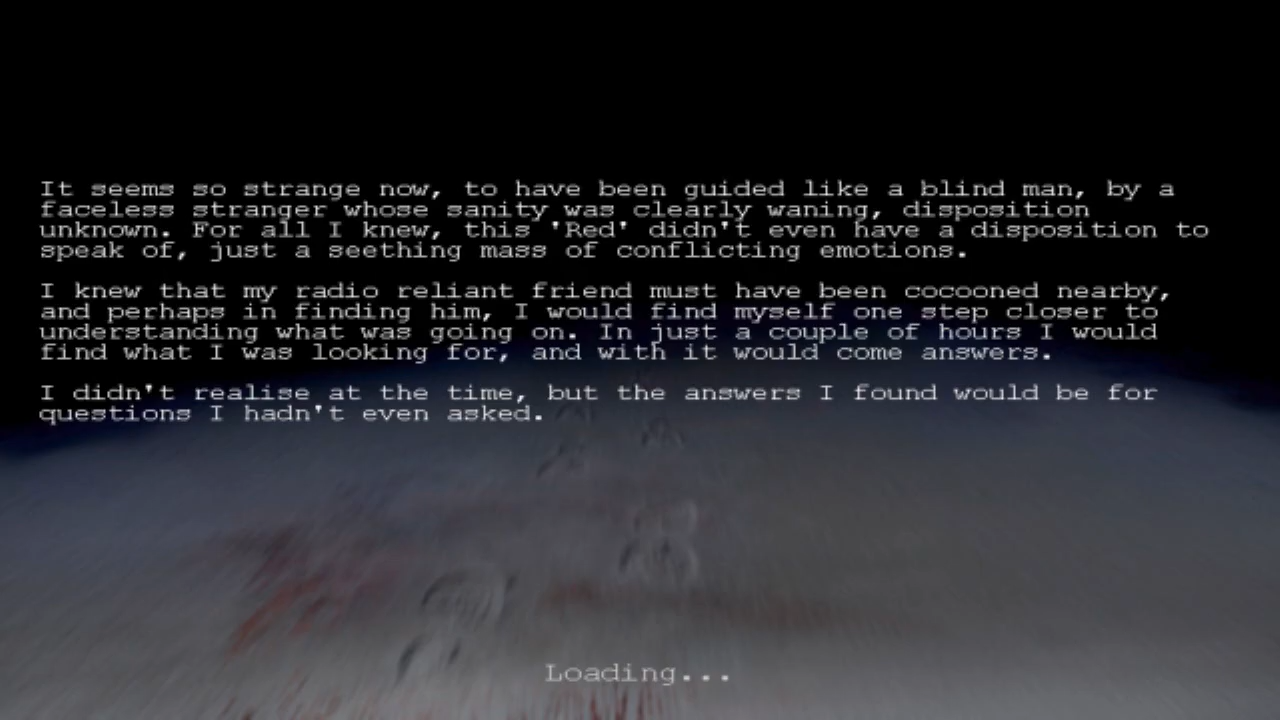 It seems so strange now, to have been guided like a blind man, by a
faceless stranger whose sanity was clearly waning, disposition
unknown. For all I knew, this 'Red' didn't even have a disposition to
speak of, just a seething mass of conflicting emotions.
I knew that my radio reliant friend must have been cocooned nearby,
and perhaps in finding him, I would find myself one step closer to
understanding what was going on. In just a couple of hours I would
find what I was looking for, and with it would come answers.
I didn't realise at the time, but the answers I found would be for
questions I hadn't even asked.
Loading...